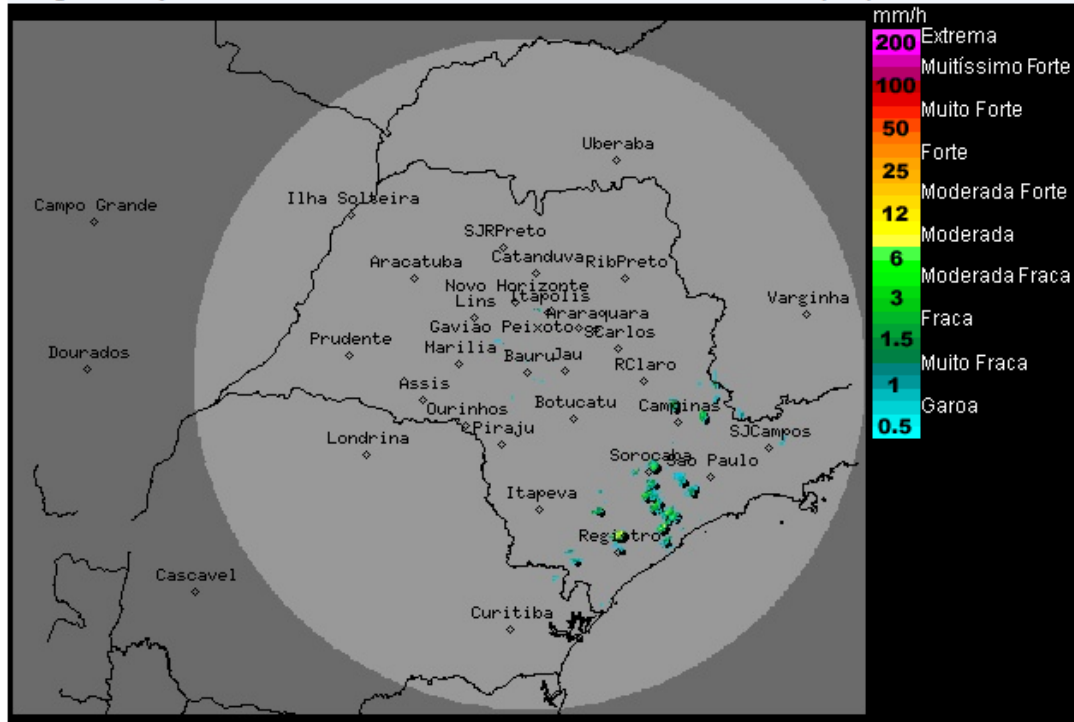 mm/h
200 Extrema
Muitíssimo Forte
100
Muito Forte
50
Forte
25
Moderada Forte
12
Moderada
6
Moderada Fraca
3
Fraca
1.5
Muito Fraca
1
Garoa
0.5
Uberaba
Campo Grande
Ilha Solteira
SJRPreto
Aracatuba
Catanduva
RibPreto
Novo Horizonte
Lins
Itapolis
Varginha
Araraquara
Gavião Peixoto
SCarlos
Prudente
Dourados
Marilia
Bauru
Jau
RClaro
Assis
Ourinhos
Botucatu
Campinas
Piraju
SJCampos
Londrina
Sorocaba
São Paulo
Itapeva
Registro
Cascavel
Curitiba